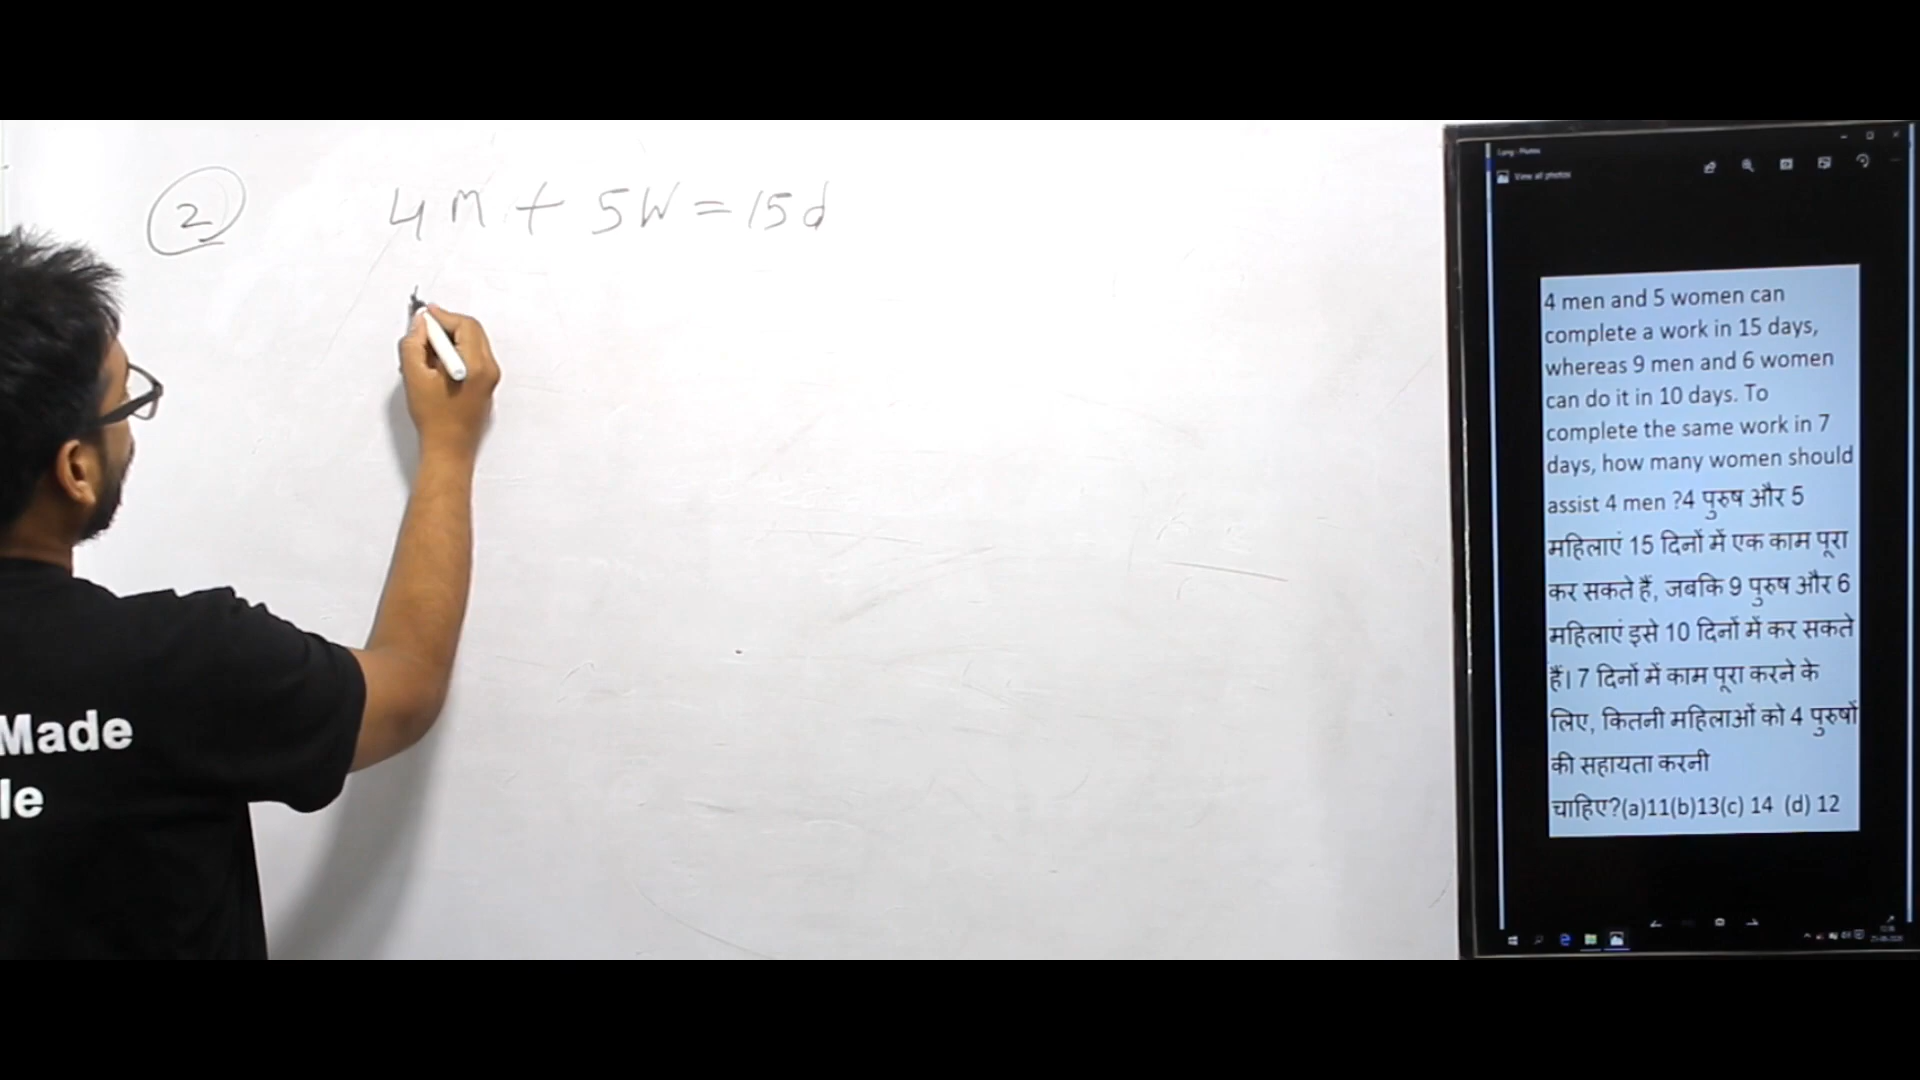 2
4M + 5W = 15d
Made
le
View all photos
4 men and 5 women can
complete a work in 15 days,
whereas 9 men and 6 women
can do it in 10 days. To
complete the same work in 7
days, how many women should
assist 4 men ?4 पुरुष और 5
महिलाएं 15 दिनों में एक काम पूरा
कर सकते हैं, जबकि 9 पुरुष और 6
महिलाएं इसे 10 दिनों में कर सकते
हैं। 7 दिनों में काम पूरा करने के
लिए, कितनी महिलाओं को 4 पुरुषों
की सहायता करनी
चाहिए?(a)11(b)13(c) 14 (d) 12